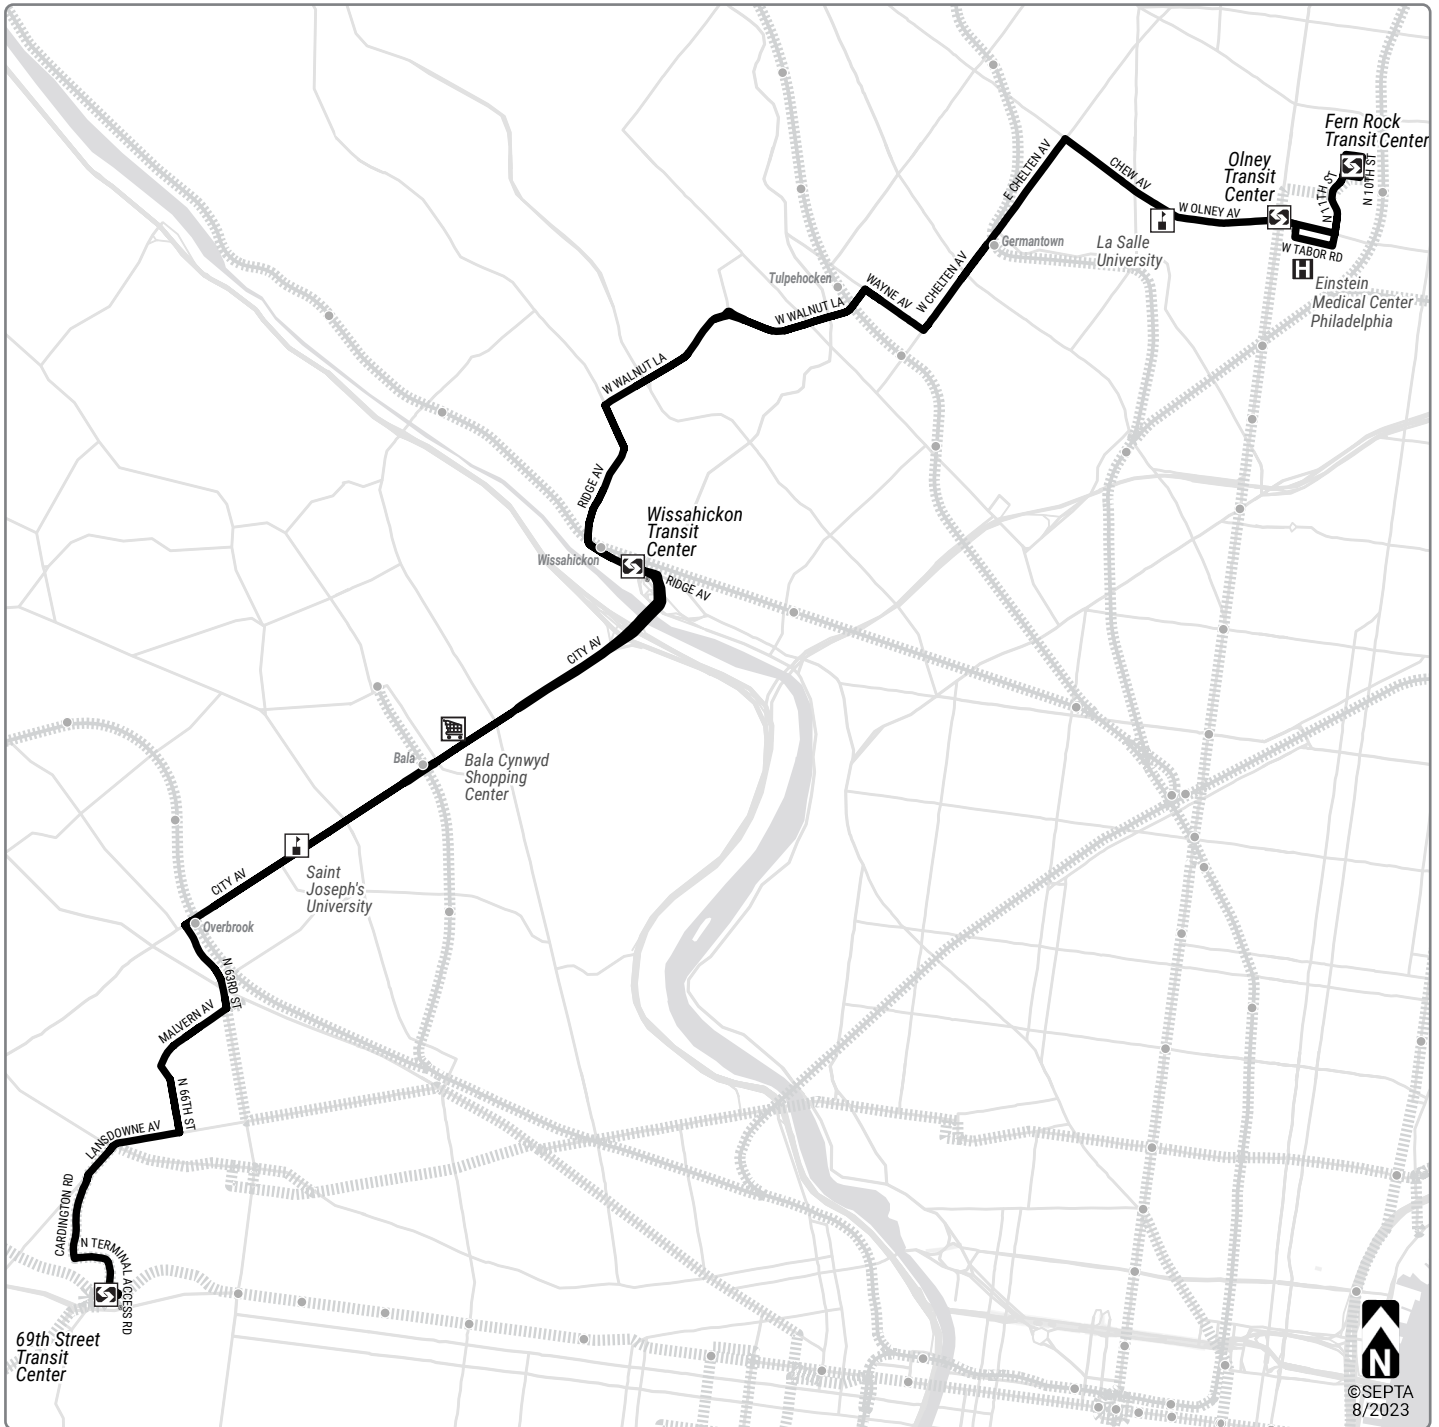 Fern Rock
Transit Center
N 10TH ST
N 11TH ST
Olney
Transit
Center
E CHELTEN AV
CHEW AV
W OLNEY AV
La Salle
University
W TABOR RD
Einstein
Medical Center
Philadelphia
Germantown
W CHELTEN AV
Tulpehocken
WAYNE AV
W WALNUT LA
W WALNUT LA
RIDGE AV
Wissahickon
Transit
Center
Wissahickon
RIDGE AV
CITY AV
Bala
Bala Cynwyd
Shopping
Center
Saint
Joseph's
University
CITY AV
Overbrook
N 63RD ST
MALVERN AV
N 66TH ST
LANSDOWNE AV
CARDINGTON RD
N TERMINAL ACCESS RD
69th Street
Transit
Center
H
N
©SEPTA
8/2023